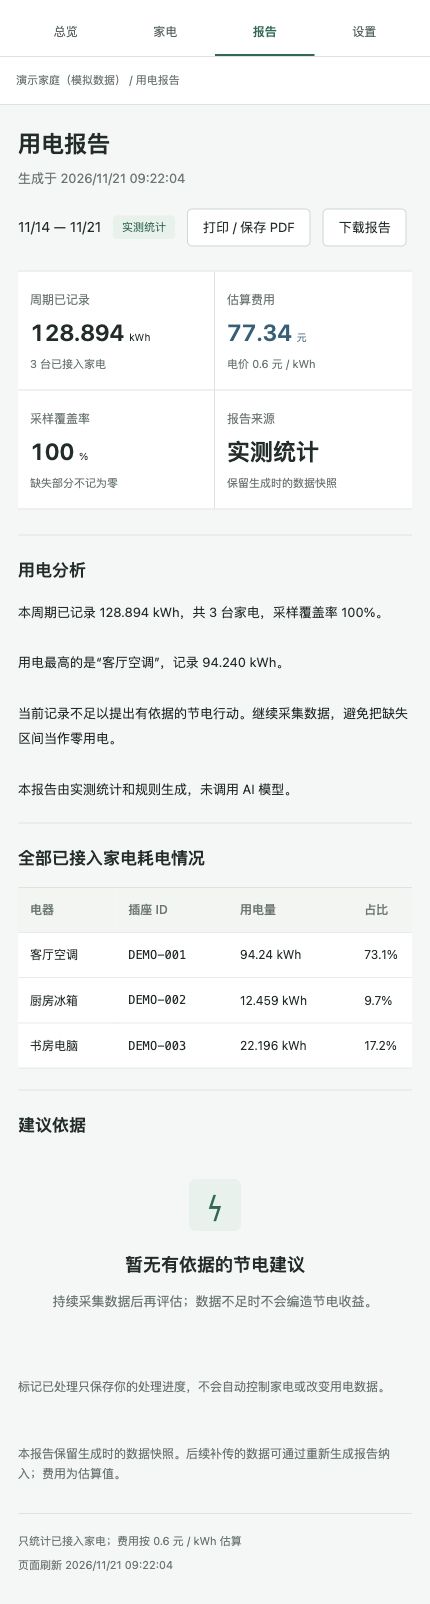 总览 家电 报告 设置
演示家庭（模拟数据） / 用电报告
用电报告
生成于 2026/11/21 09:22:04
11/14 — 11/21 实测统计 打印 / 保存 PDF 下载报告
周期已记录
128.894 kWh
3 台已接入家电
估算费用
77.34 元
电价 0.6 元 / kWh
采样覆盖率
100 %
缺失部分不记为零
报告来源
实测统计
保留生成时的数据快照
用电分析
本周期已记录 128.894 kWh，共 3 台家电，采样覆盖率 100%。
用电最高的是“客厅空调”，记录 94.240 kWh。
当前记录不足以提出有依据的节电行动。继续采集数据，避免把缺失
区间当作零用电。
本报告由实测统计和规则生成，未调用 AI 模型。
全部已接入家电耗电情况
电器 插座 ID 用电量 占比
客厅空调 DEMO-001 94.24 kWh 73.1%
厨房冰箱 DEMO-002 12.459 kWh 9.7%
书房电脑 DEMO-003 22.196 kWh 17.2%
建议依据
暂无有依据的节电建议
持续采集数据后再评估；数据不足时不会编造节电收益。
标记已处理只保存你的处理进度，不会自动控制家电或改变用电数据。
本报告保留生成时的数据快照。后续补传的数据可通过重新生成报告纳
入；费用为估算值。
只统计已接入家电；费用按 0.6 元 / kWh 估算
页面刷新 2026/11/21 09:22:04